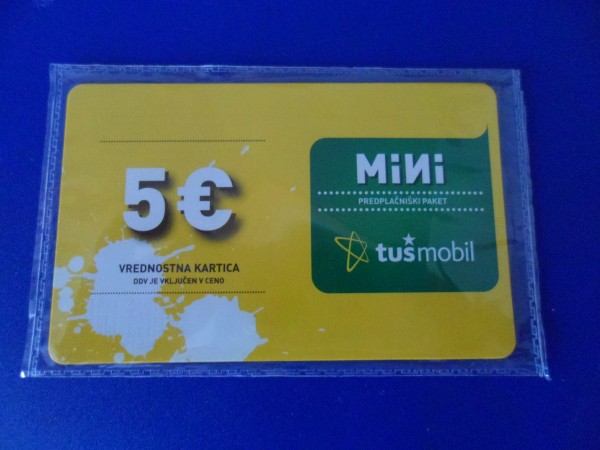 5€
VREDNOSTNA KARTICA
DDV JE VKLJUČEN V CENO
MiNi
PREDPLAČNIŠKI PAKET
tušmobil